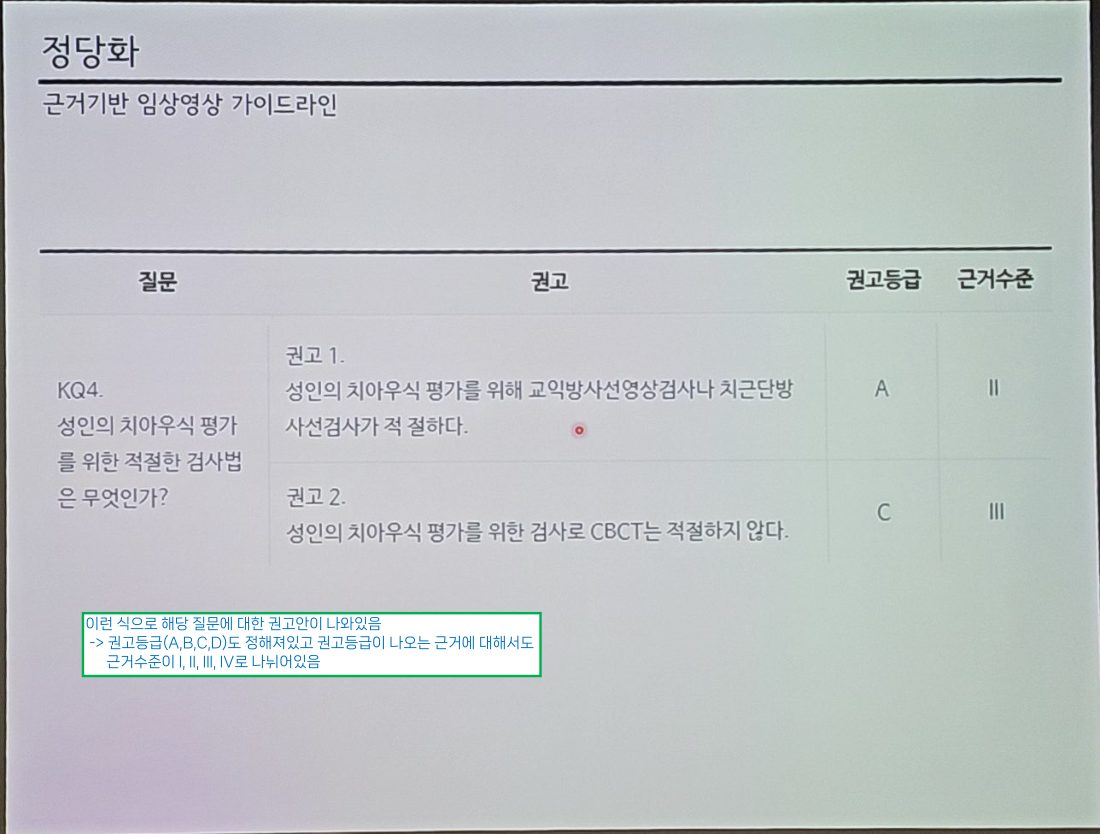 정당화
근거기반 임상영상 가이드라인
질문 권고 권고등급 근거수준
KQ4.
성인의 치아우식 평가
를 위한 적절한 검사법
은 무엇인가?
권고 1.
성인의 치아우식 평가를 위해 교익방사선영상검사나 치근단방
사선검사가 적 절하다.
A II
권고 2.
성인의 치아우식 평가를 위한 검사로 CBCT는 적절하지 않다.
C III
이런 식으로 해당 질문에 대한 권고안이 나와있음
-> 권고등급(A,B,C,D)도 정해져있고 권고등급이 나오는 근거에 대해서도
근거수준이 I, II, III, IV로 나뉘어있음